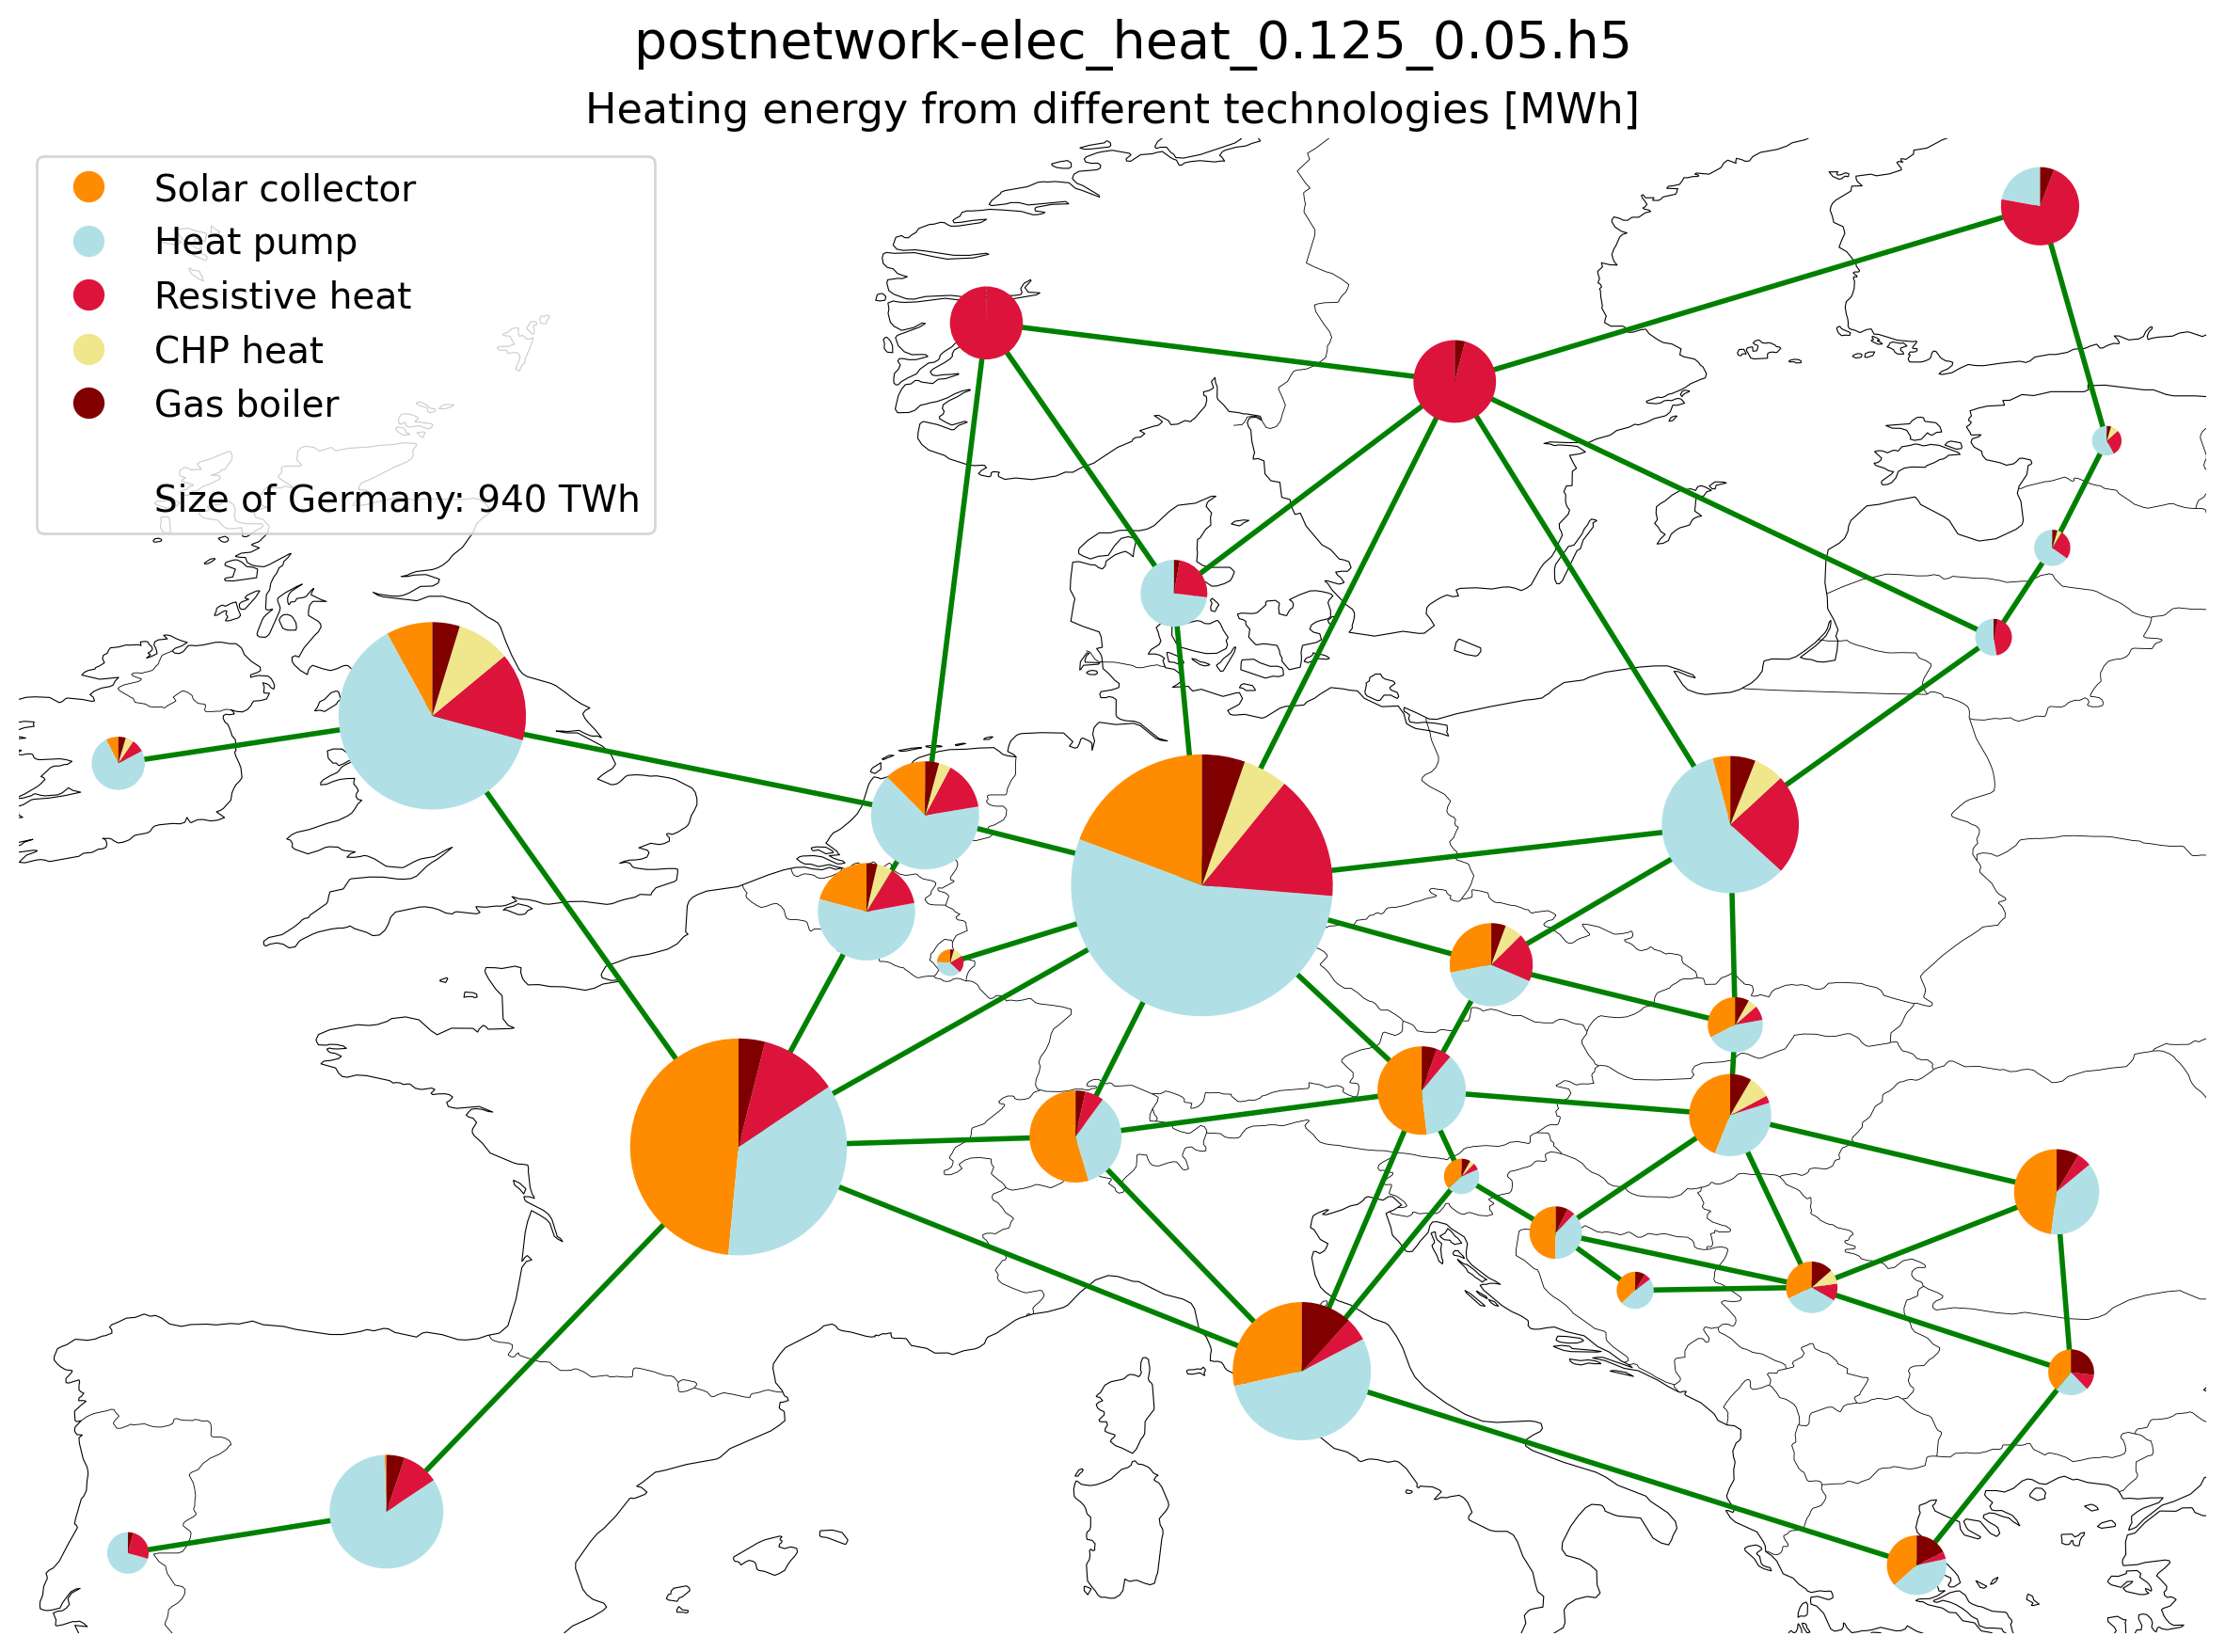 postnetwork-elec_heat_0.125_0.05.h5
Heating energy from different technologies [MWh]
Solar collector
Heat pump
Resistive heat
CHP heat
Gas boiler
Size of Germany: 940 TWh